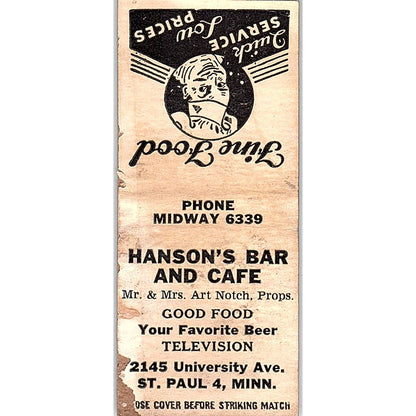 Quick
SERVICE
Low
PRICES
Fine Food
PHONE
MIDWAY 6339
HANSON'S BAR
AND CAFE
Mr. & Mrs. Art Notch, Props.
GOOD FOOD
Your Favorite Beer
TELEVISION
2145 University Ave.
ST. PAUL 4, MINN.
OSE COVER BEFORE STRIKING MATCH